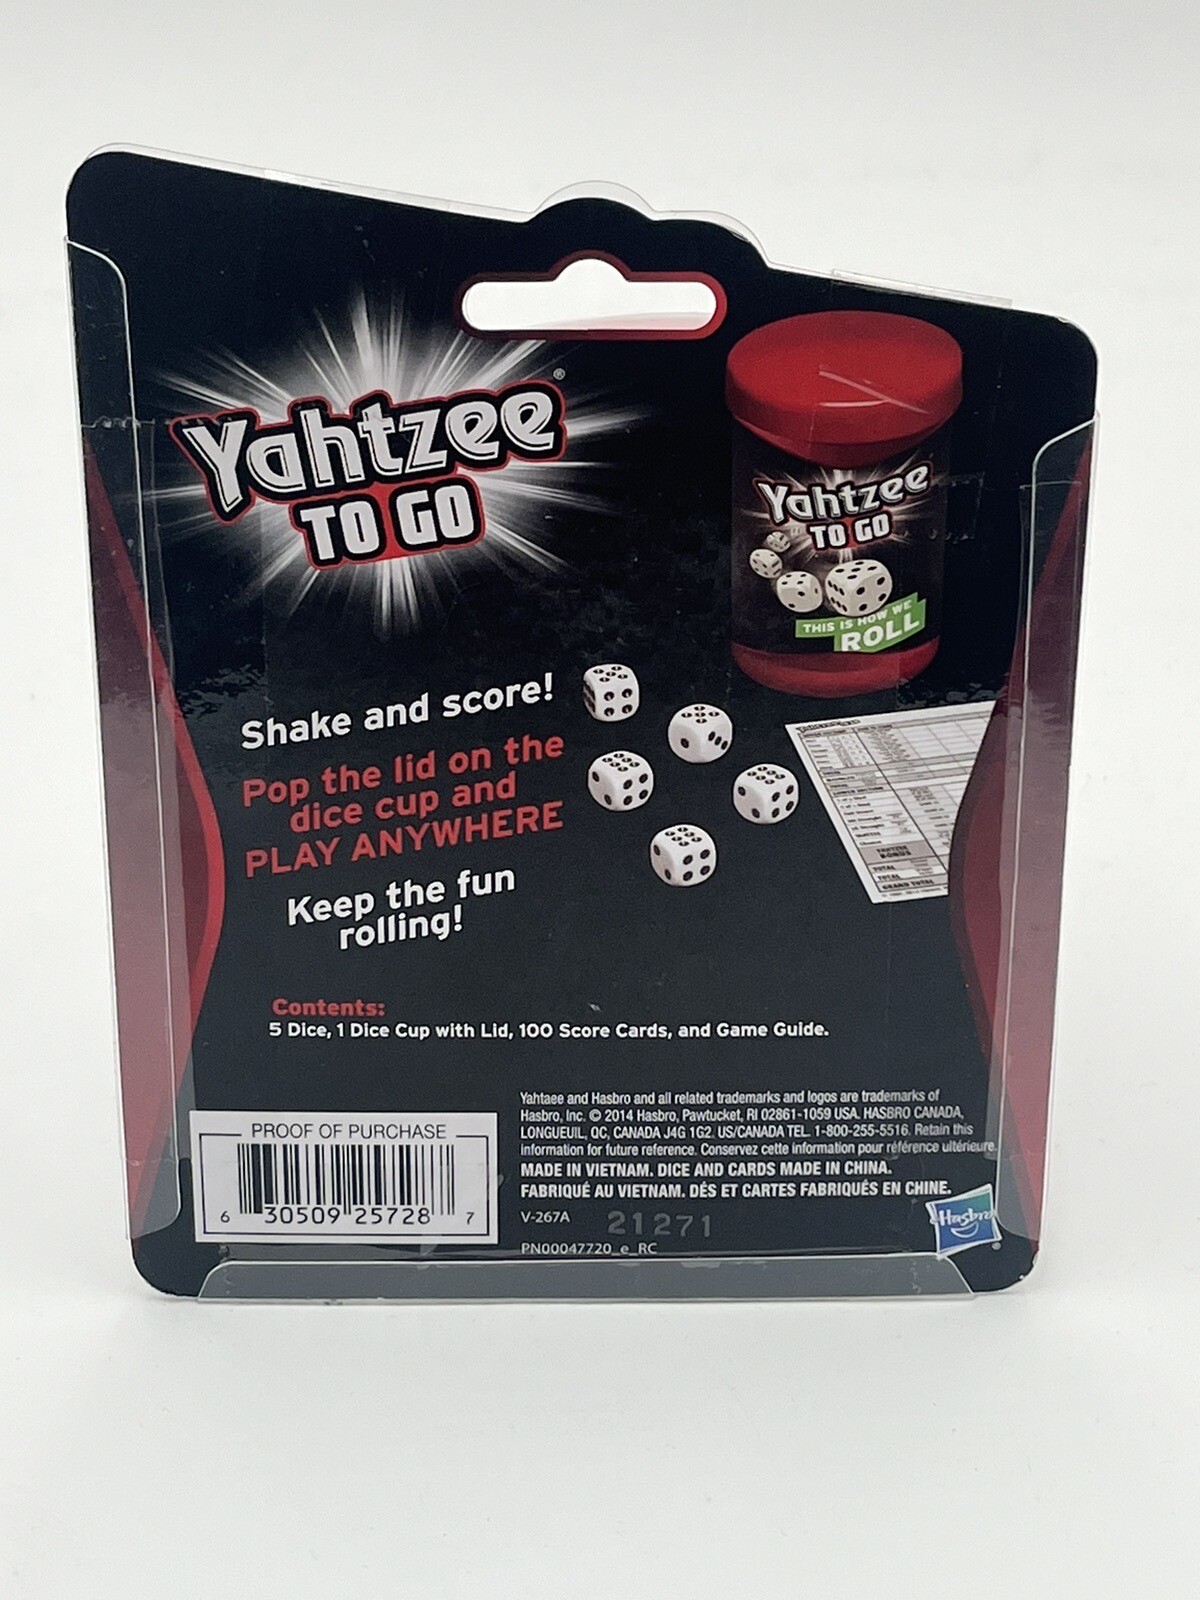 Yahtzee®
TO GO
Yahtzee
TO GO
THIS IS HOW WE
ROLL
Shake and score!
Pop the lid on the
dice cup and
PLAY ANYWHERE
Keep the fun
rolling!
YAHTZEE
BONUS
TOTAL
TOTAL
GRAND TOTAL
Contents:
5 Dice, 1 Dice Cup with Lid, 100 Score Cards, and Game Guide.
PROOF OF PURCHASE
6 30509 25728 7
Yahtaee and Hasbro and all related trademarks and logos are trademarks of
Hasbro, Inc. © 2014 Hasbro, Pawtucket, RI 02861-1059 USA. HASBRO CANADA,
LONGUEUIL, QC, CANADA J4G 1G2. US/CANADA TEL. 1-800-255-5516. Retain this
information for future reference. Conservez cette information pour référence ultérieure.
MADE IN VIETNAM. DICE AND CARDS MADE IN CHINA.
FABRIQUÉ AU VIETNAM. DÉS ET CARTES FABRIQUÉS EN CHINE.
V-267A 21271
PN00047720_e_RC
Hasbro